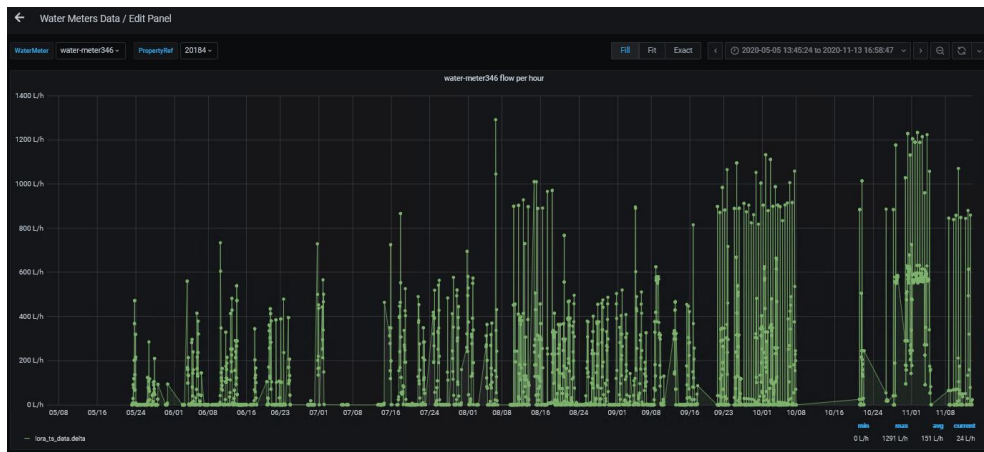 Water Meters Data / Edit Panel
WaterMeter water-meter346 PropertyRef 20184 Fill Fit Exact 2020-05-05 13:45:24 to 2020-11-13 16:58:47
water-meter346 flow per hour
1400 L/h
1200 L/h
1000 L/h
800 L/h
600 L/h
400 L/h
200 L/h
0 L/h
05/08 05/16 05/24 06/01 06/08 06/16 06/23 07/01 07/08 07/16 07/24 08/01 08/08 08/16 08/24 09/01 09/08 09/16 09/23 10/01 10/08 10/16 10/24 11/01 11/08
min max avg current
lora_ts_data.delta 0 L/h 1291 L/h 151 L/h 24 L/h